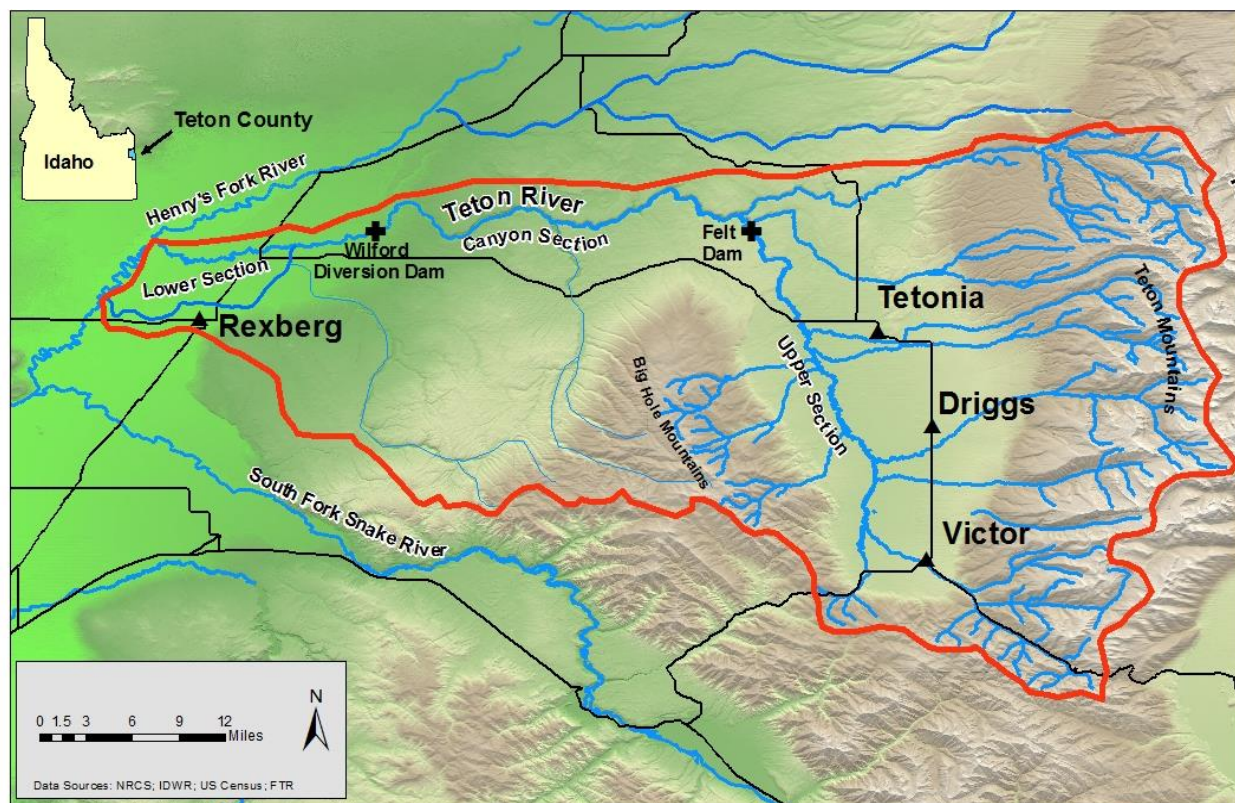 Teton County
Idaho
Henry's Fork River
Teton River
Wilford
Diversion Dam
Canyon Section
Felt
Dam
Lower Section
Rexberg
Tetonia
Teton Mountains
Upper Section
Big Hole Mountains
Driggs
South Fork Snake River
Victor
N
0 1.5 3 6 9 12
Miles
Data Sources: NRCS; IDWR; US Census; FTR